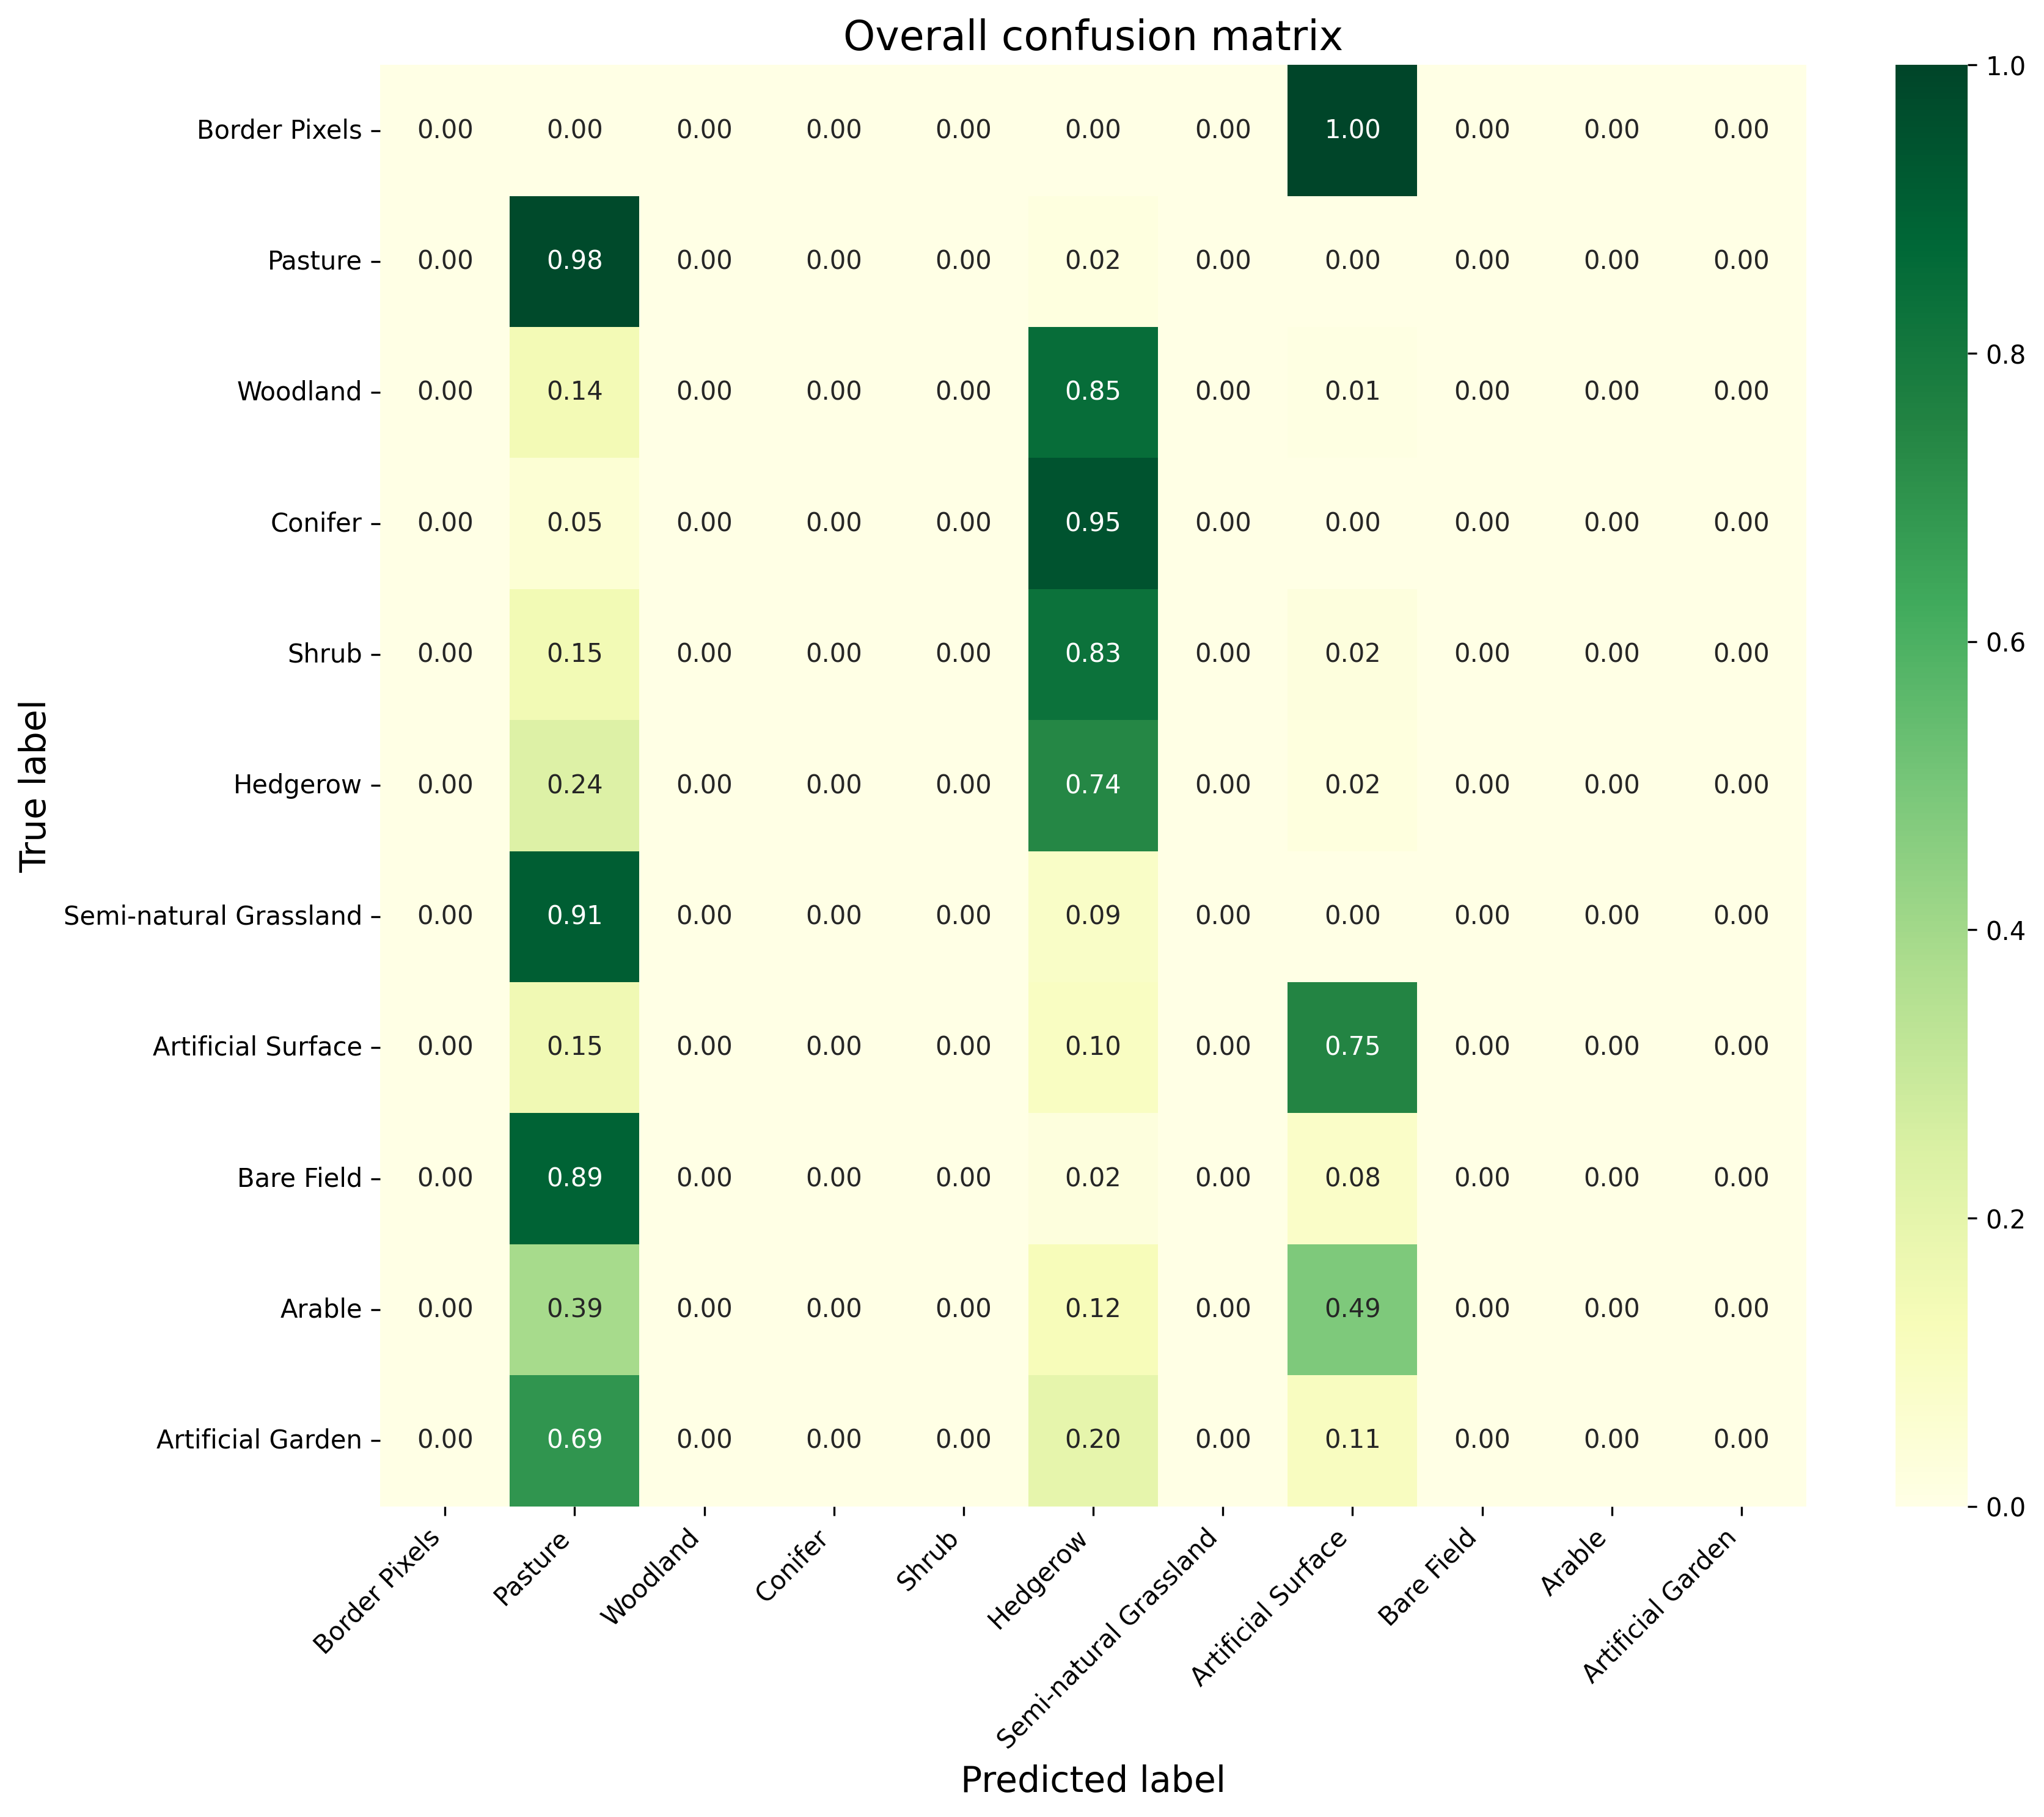 Overall confusion matrix
Border Pixels 0.00 0.00 0.00 0.00 0.00 0.00 0.00 1.00 0.00 0.00 0.00
Pasture 0.00 0.98 0.00 0.00 0.00 0.02 0.00 0.00 0.00 0.00 0.00
Woodland 0.00 0.14 0.00 0.00 0.00 0.85 0.00 0.01 0.00 0.00 0.00
Conifer 0.00 0.05 0.00 0.00 0.00 0.95 0.00 0.00 0.00 0.00 0.00
Shrub 0.00 0.15 0.00 0.00 0.00 0.83 0.00 0.02 0.00 0.00 0.00
Hedgerow 0.00 0.24 0.00 0.00 0.00 0.74 0.00 0.02 0.00 0.00 0.00
Semi-natural Grassland 0.00 0.91 0.00 0.00 0.00 0.09 0.00 0.00 0.00 0.00 0.00
Artificial Surface 0.00 0.15 0.00 0.00 0.00 0.10 0.00 0.75 0.00 0.00 0.00
Bare Field 0.00 0.89 0.00 0.00 0.00 0.02 0.00 0.08 0.00 0.00 0.00
Arable 0.00 0.39 0.00 0.00 0.00 0.12 0.00 0.49 0.00 0.00 0.00
Artificial Garden 0.00 0.69 0.00 0.00 0.00 0.20 0.00 0.11 0.00 0.00 0.00
True label
Border Pixels
Pasture
Woodland
Conifer
Shrub
Hedgerow
Semi-natural Grassland
Artificial Surface
Bare Field
Arable
Artificial Garden
Predicted label
1.0
0.8
0.6
0.4
0.2
0.0